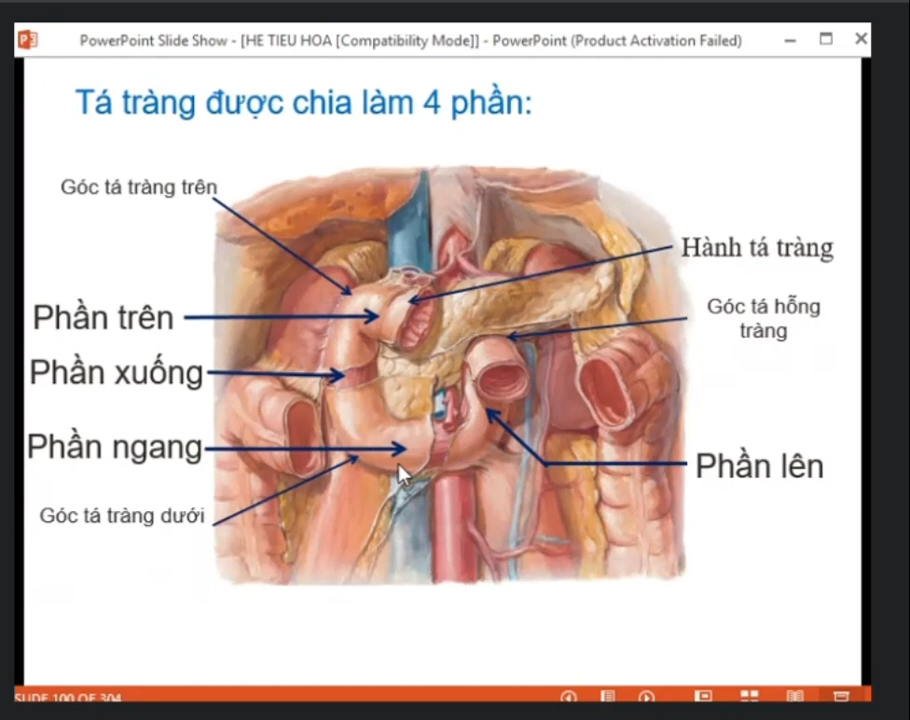 PowerPoint Slide Show - [HE TIEU HOA [Compatibility Mode]] - PowerPoint (Product Activation Failed)
Tá tràng được chia làm 4 phần:
Góc tá tràng trên
Hành tá tràng
Phần trên
Góc tá hỗng
tràng
Phần xuống
Phần ngang
Phần lên
Góc tá tràng dưới
SLIDE 100 OF 304